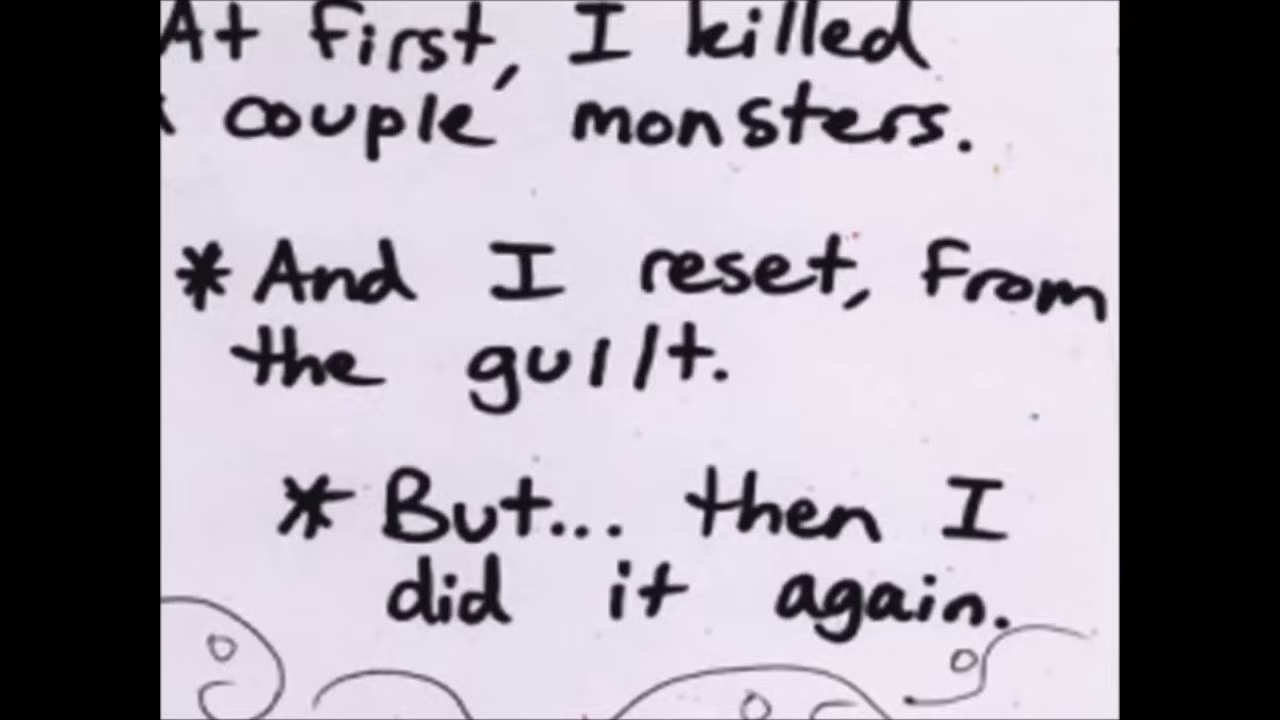 At first, I killed
a couple monsters.
* And I reset, from
the guilt.
* But... then I
did it again.